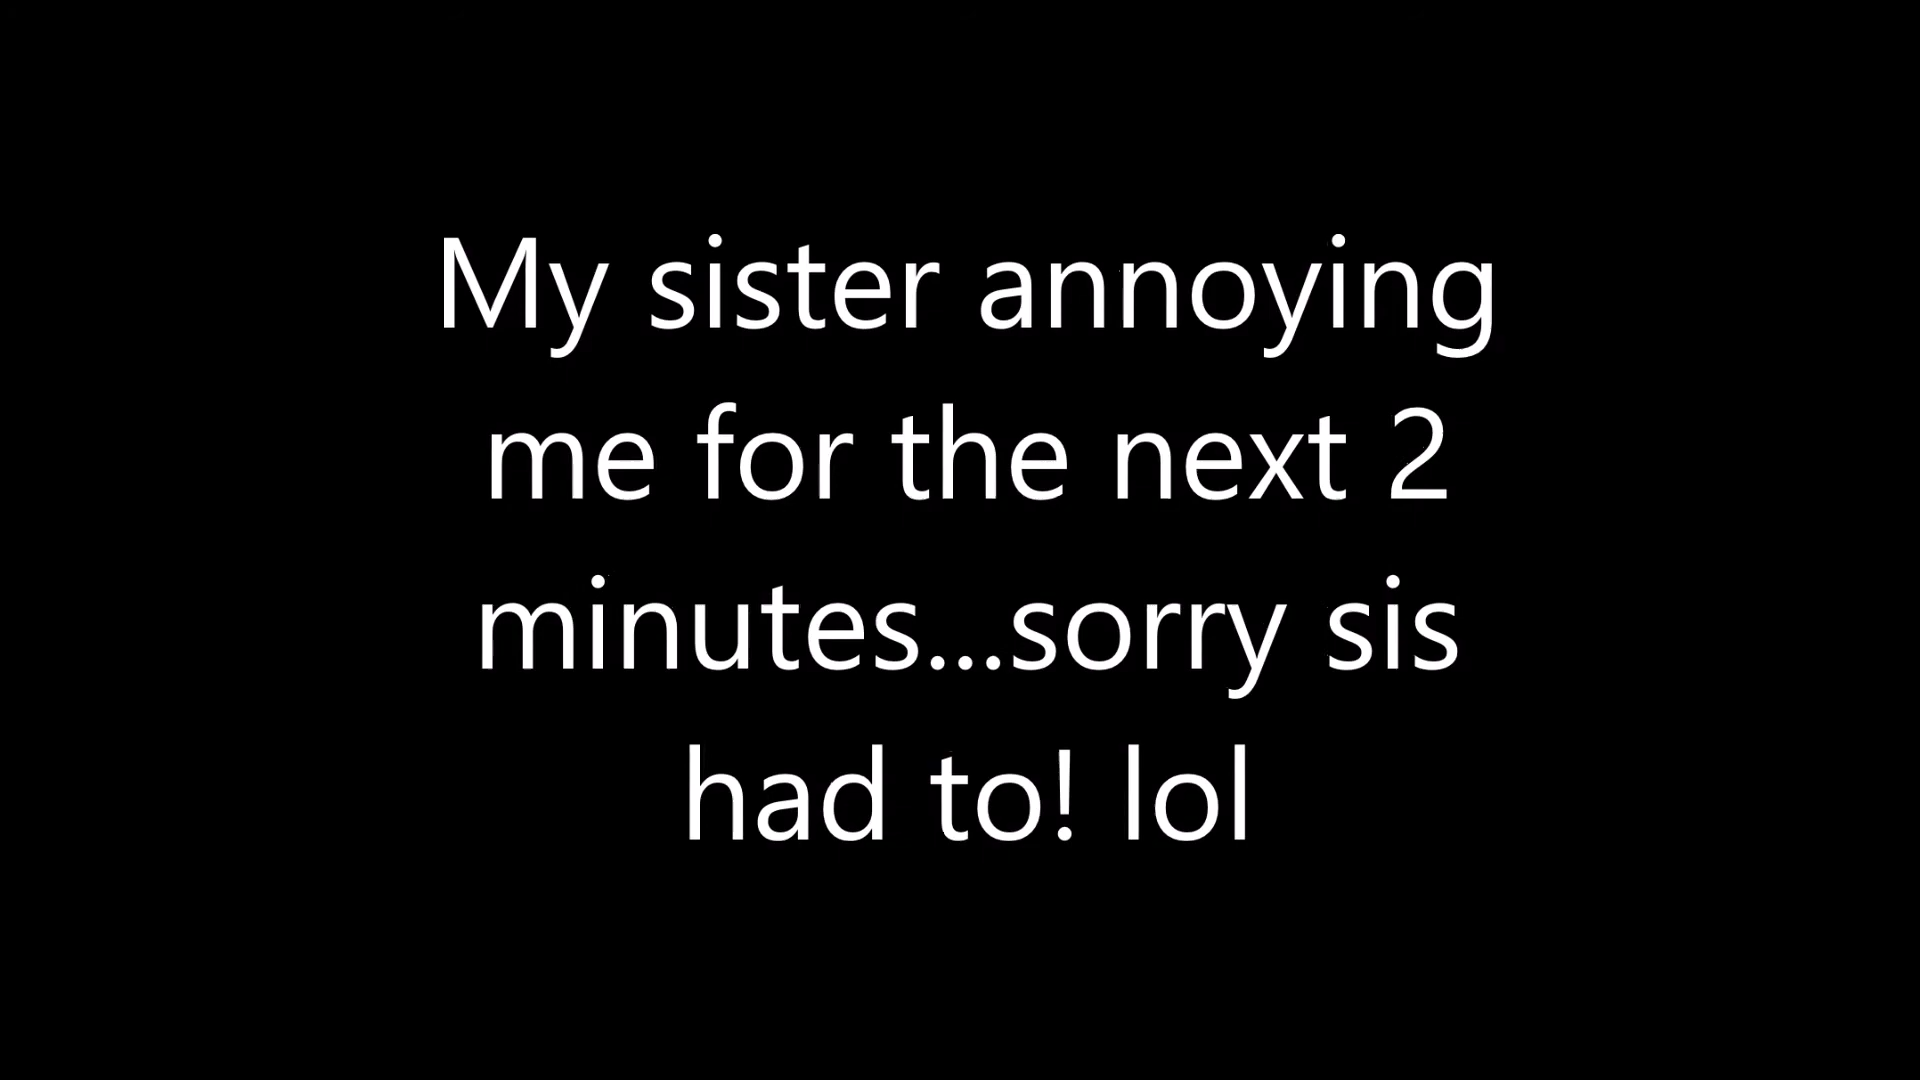 My sister annoying
me for the next 2
minutes...sorry sis
had to! lol